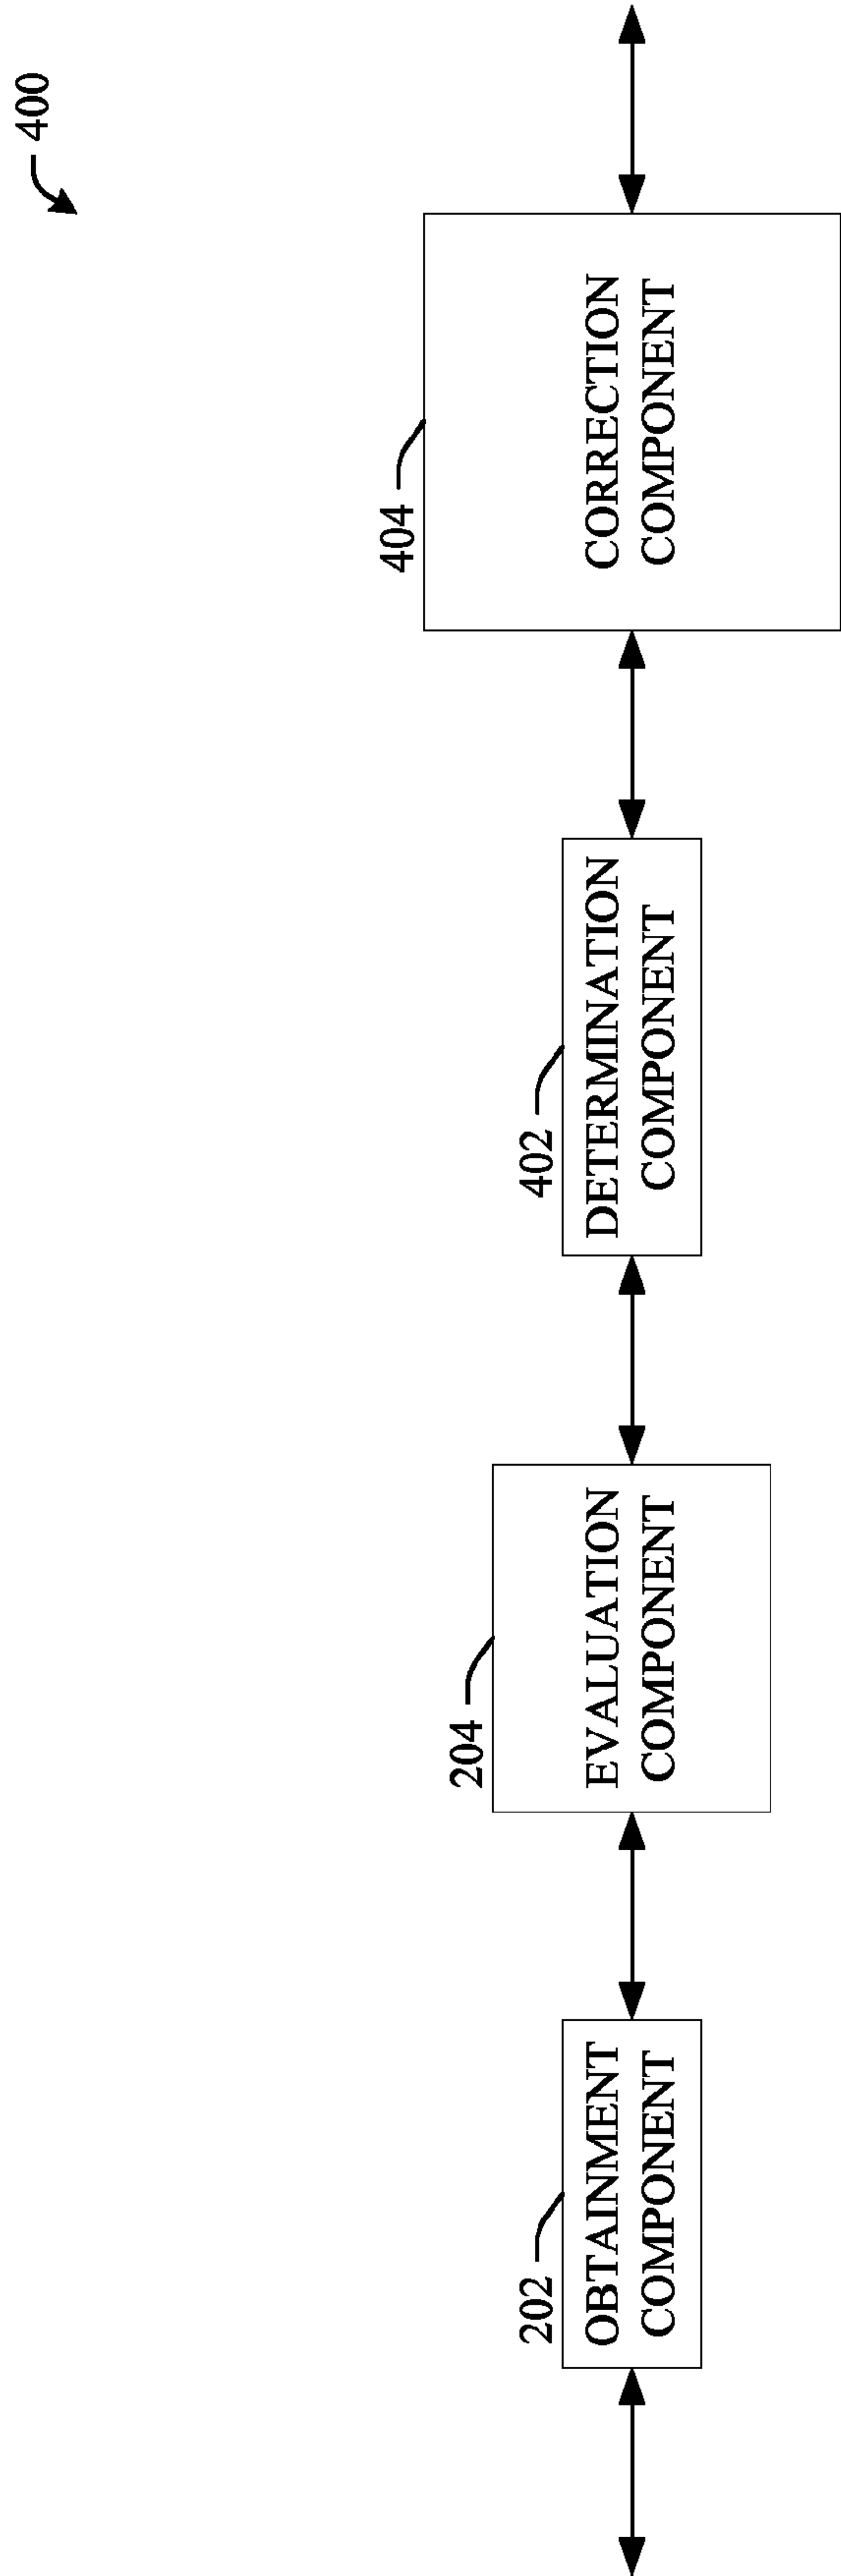 400
202
OBTAINMENT
COMPONENT
204
EVALUATION
COMPONENT
402
DETERMINATION
COMPONENT
404
CORRECTION
COMPONENT